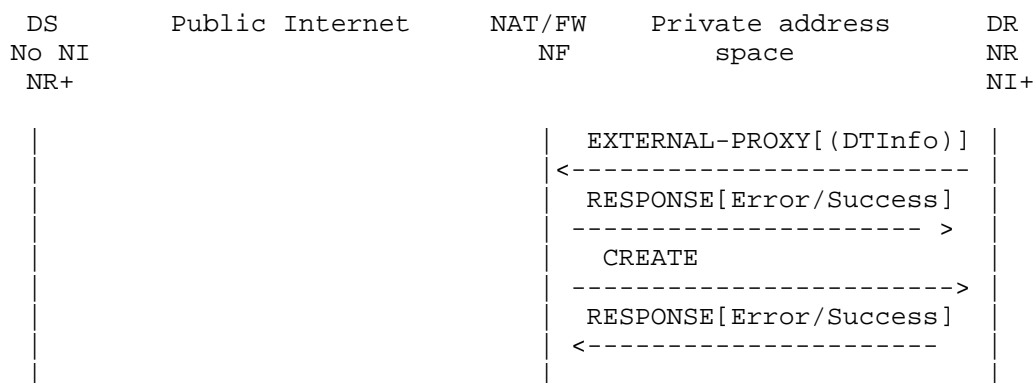 DS Public Internet NAT/FW Private address DR
No NI NF space NR
NR+ NI+
EXTERNAL-PROXY[(DTInfo)]
<-------------------------
RESPONSE[Error/Success]
---------------------- >
CREATE
------------------------>
RESPONSE[Error/Success]
<----------------------